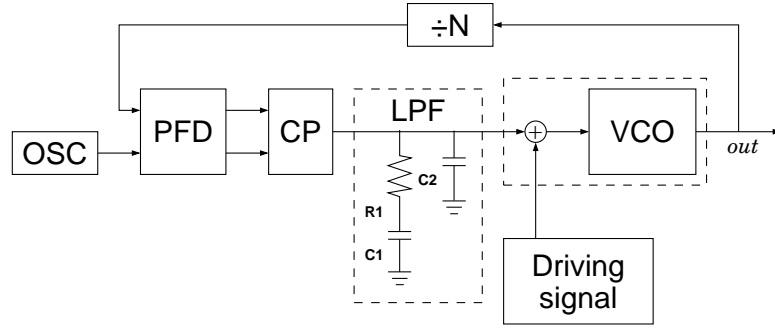 ÷N
LPF
OSC
PFD
CP
VCO
out
C2
R1
C1
Driving
signal